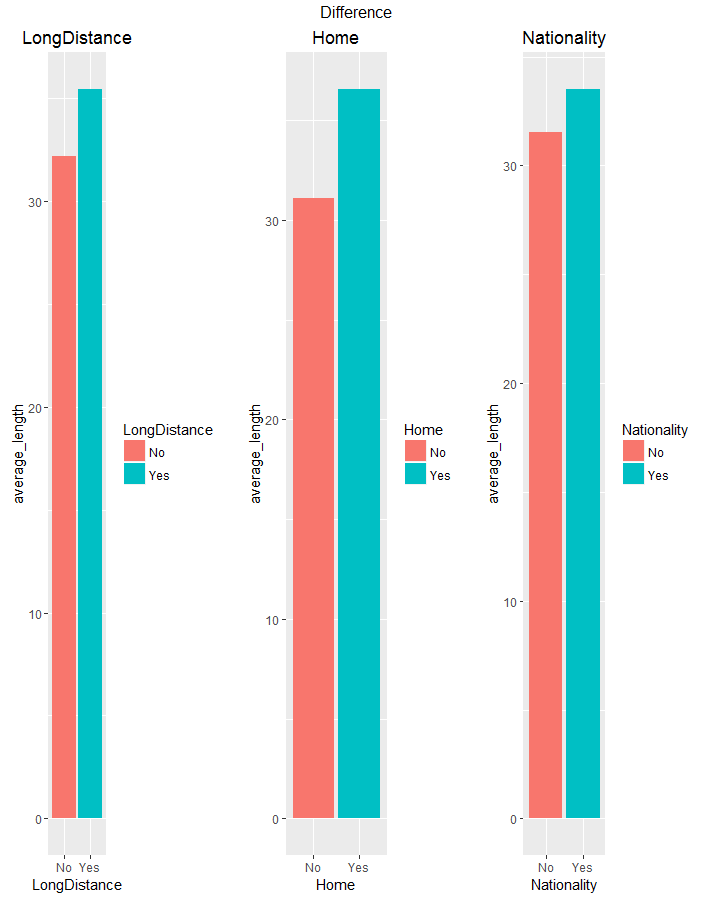 Difference
LongDistance
average_length
30
20
10
0
No Yes
LongDistance
LongDistance
No
Yes
Home
average_length
30
20
10
0
No Yes
Home
Home
No
Yes
Nationality
average_length
30
20
10
0
No Yes
Nationality
Nationality
No
Yes